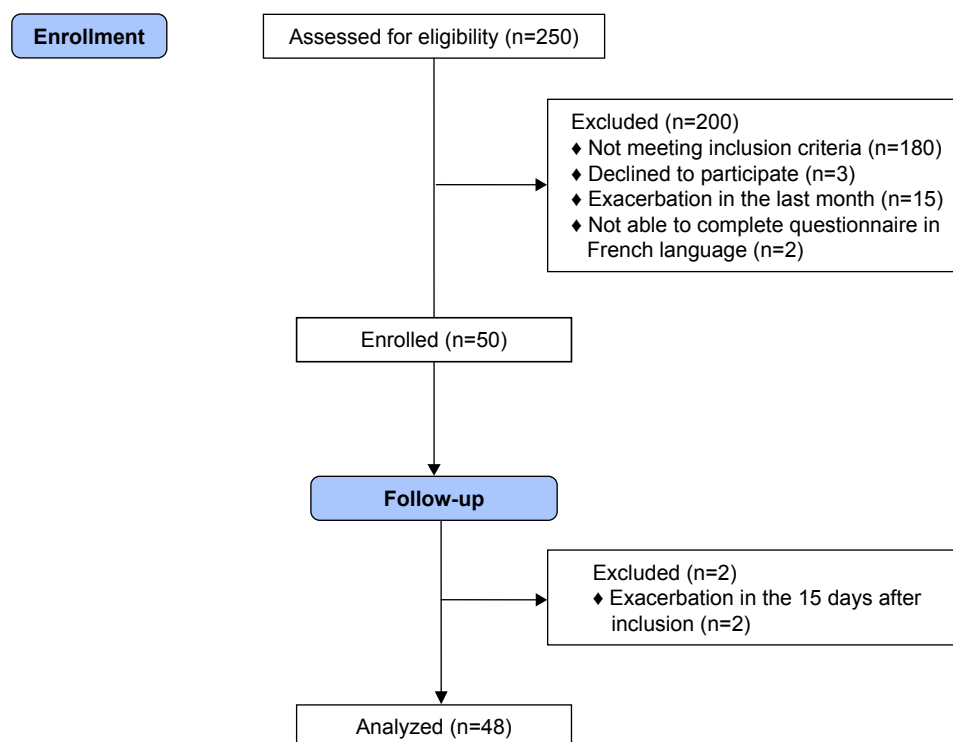 Enrollment
Assessed for eligibility (n=250)
Excluded (n=200)
♦ Not meeting inclusion criteria (n=180)
♦ Declined to participate (n=3)
♦ Exacerbation in the last month (n=15)
♦ Not able to complete questionnaire in
French language (n=2)
Enrolled (n=50)
Follow-up
Excluded (n=2)
♦ Exacerbation in the 15 days after
inclusion (n=2)
Analyzed (n=48)